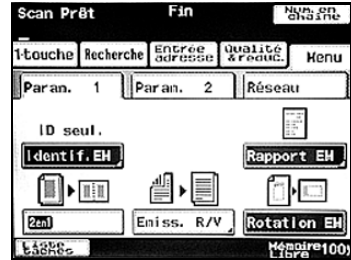 Scan Prêt Fin Num.en chaîne
1-touche Recherche Entrée adresse Qualité &réduc. Menu
Param. 1 Param. 2 Réseau
ID seul.
Identif.EM Rapport EM
2en1 Emiss. R/V Rotation EM
Liste tâches Mémoire Libre 100%